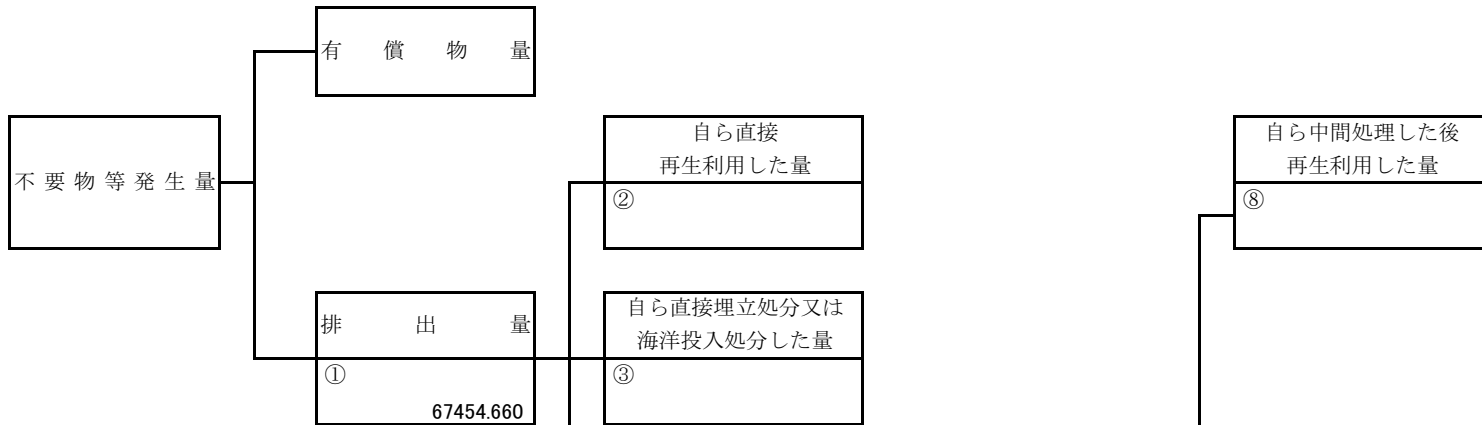 有償物量
不要物等発生量
自ら直接
再生利用した量
②
自ら中間処理した後
再生利用した量
⑧
排出量
①
67454.660
自ら直接埋立処分又は
海洋投入処分した量
③